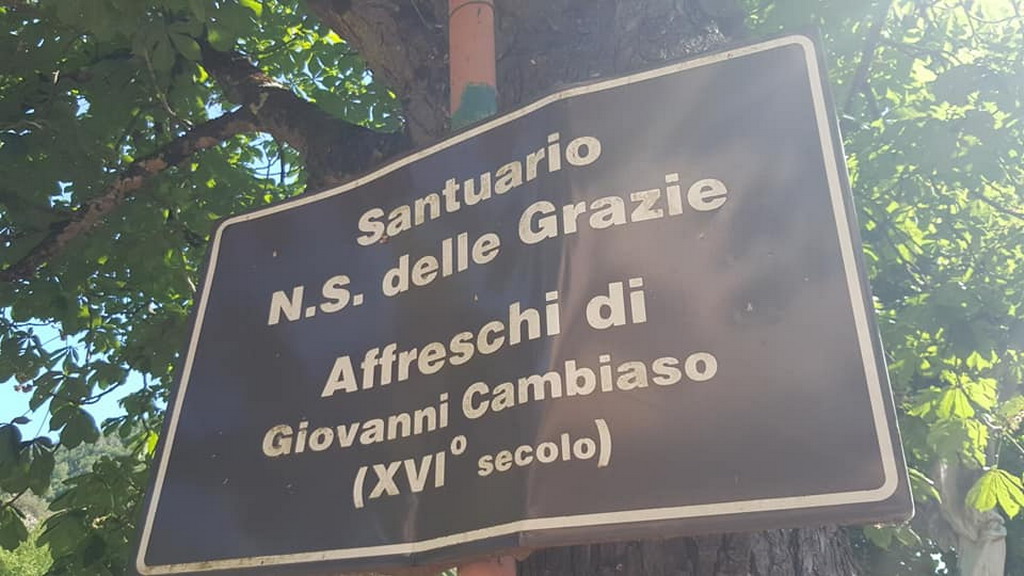 Santuario
N.S. delle Grazie
Affreschi di
Giovanni Cambiaso
(XVI° secolo)